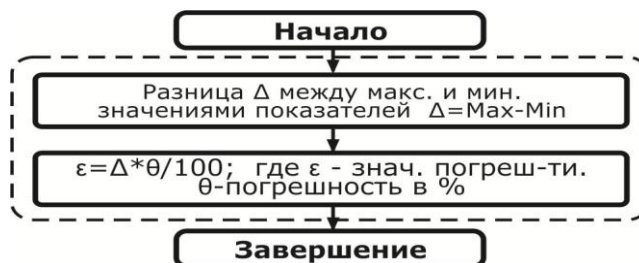 Начало
Разница Δ между макс. и мин.
значениями показателей Δ=Max-Min
ε=Δ*θ/100; где ε - знач. погреш-ти.
θ-погрешность в %
Завершение